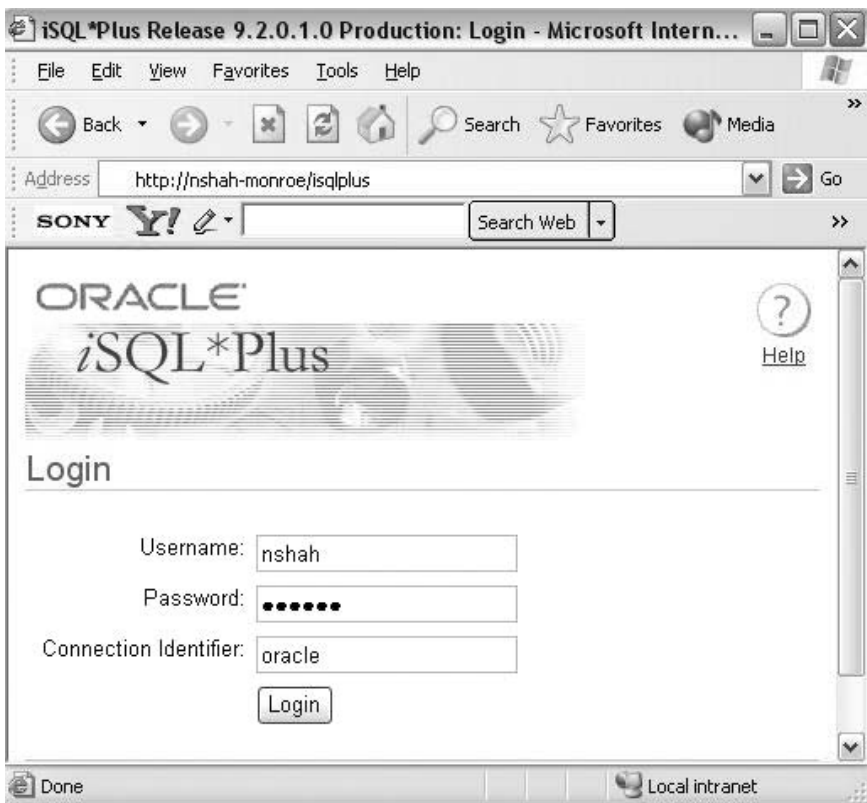 iSQL*Plus Release 9.2.0.1.0 Production: Login - Microsoft Intern...
File Edit View Favorites Tools Help
Back Search Favorites Media »
Address http://nshah-monroe/isqlplus Go
SONY Y! Search Web »
ORACLE
iSQL*Plus
? Help
Login
Username: nshah
Password: ••••••
Connection Identifier: oracle
Login
Done Local intranet